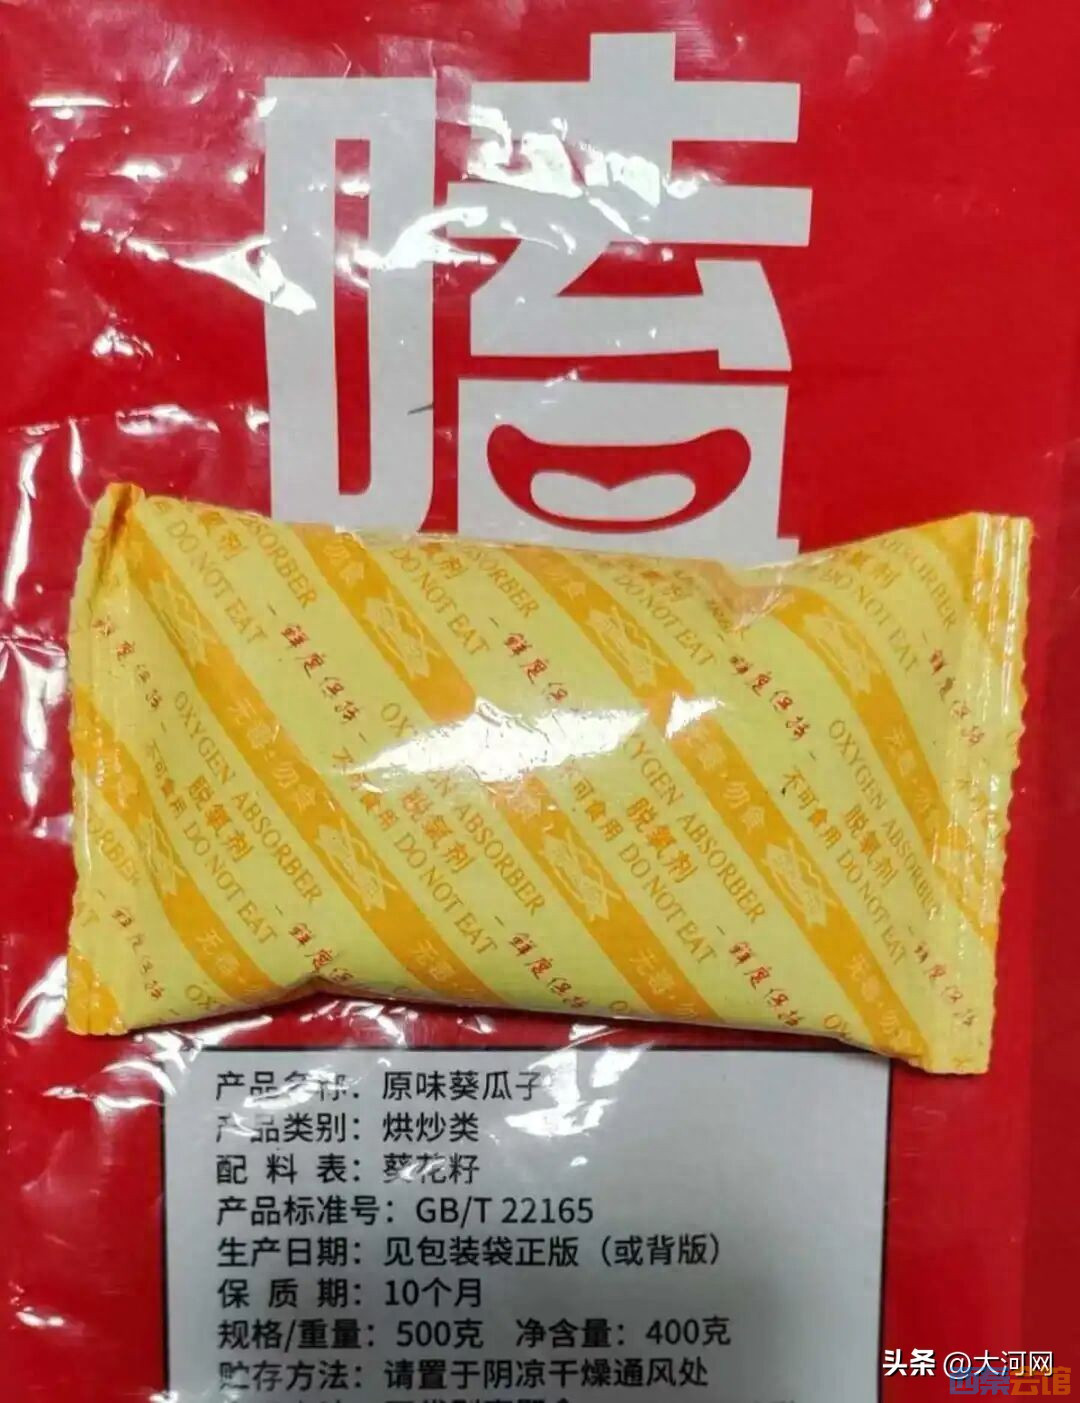 嗑
OXYGEN ABSORBER
脱氧剂
不可食用 DO NOT EAT
无毒·勿食
鲜度保持
产品名称：原味葵瓜子
产品类别：烘炒类
配 料 表：葵花籽
产品标准号：GB/T 22165
生产日期：见包装袋正版（或背版）
保 质 期：10个月
规格/重量：500克 净含量：400克
贮存方法：请置于阴凉干燥通风处
头条 @大河网